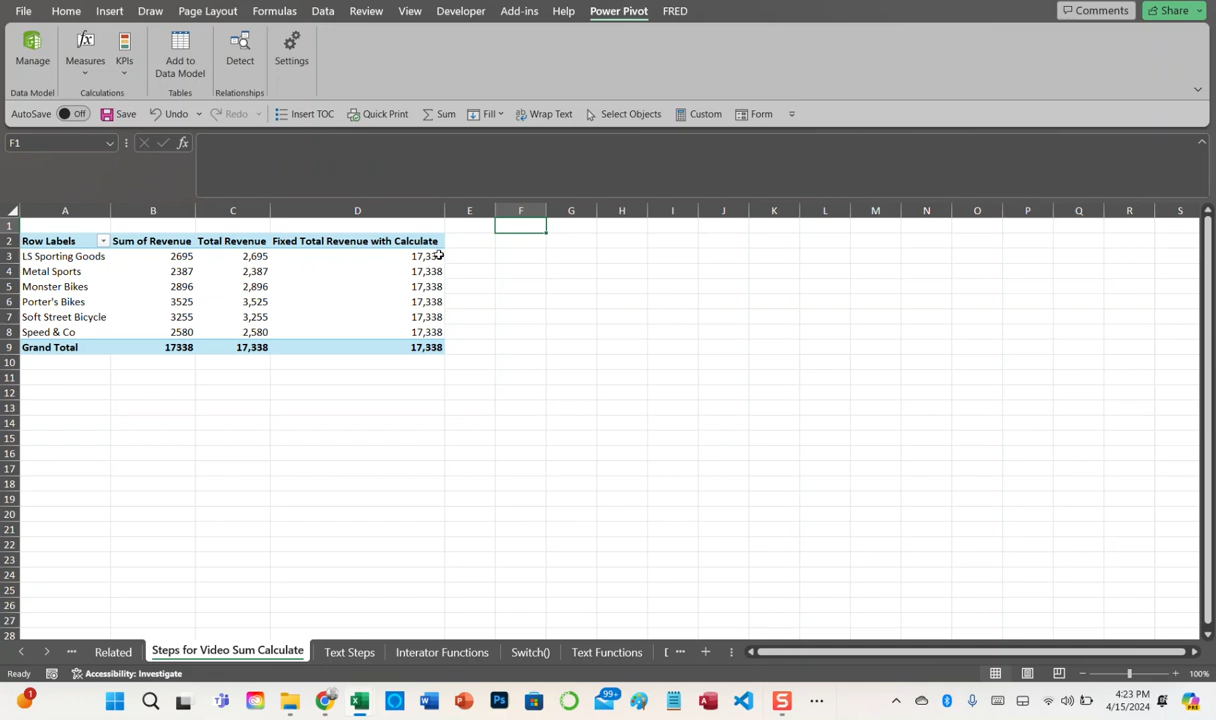 File Home Insert Draw Page Layout Formulas Data Review View Developer Add-ins Help Power Pivot FRED Comments Share
Manage Measures KPIs Add to Data Model Detect Settings
Data Model Calculations Tables Relationships
AutoSave Off Save Undo Redo Insert TOC Quick Print Sum Fill Wrap Text Select Objects Custom Form
F1 fx
A B C D E F G H I J K L M N O P Q R S
1
2 Row Labels Sum of Revenue Total Revenue Fixed Total Revenue with Calculate
3 LS Sporting Goods 2695 2,695 17,338
4 Metal Sports 2387 2,387 17,338
5 Monster Bikes 2896 2,896 17,338
6 Porter's Bikes 3525 3,525 17,338
7 Soft Street Bicycle 3255 3,255 17,338
8 Speed & Co 2580 2,580 17,338
9 Grand Total 17338 17,338 17,338
10
11
12
13
14
15
16
17
18
19
20
21
22
23
24
25
26
27
28
Related Steps for Video Sum Calculate Text Steps Interator Functions Switch() Text Functions
Ready Accessibility: Investigate 100%
1 99+ 4:23 PM
4/15/2024